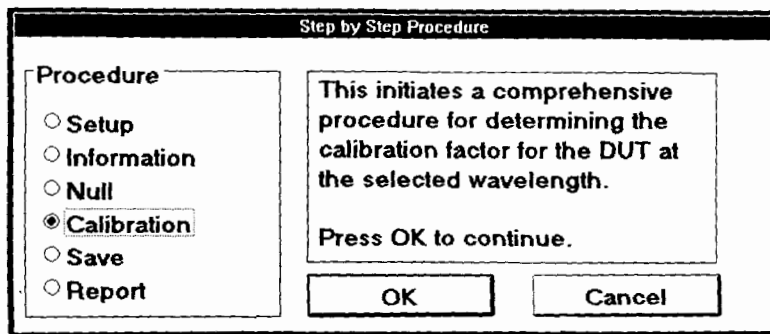 Step by Step Procedure
Procedure
Setup
Information
Null
Calibration
Save
Report
This initiates a comprehensive
procedure for determining the
calibration factor for the DUT at
the selected wavelength.
Press OK to continue.
OK
Cancel